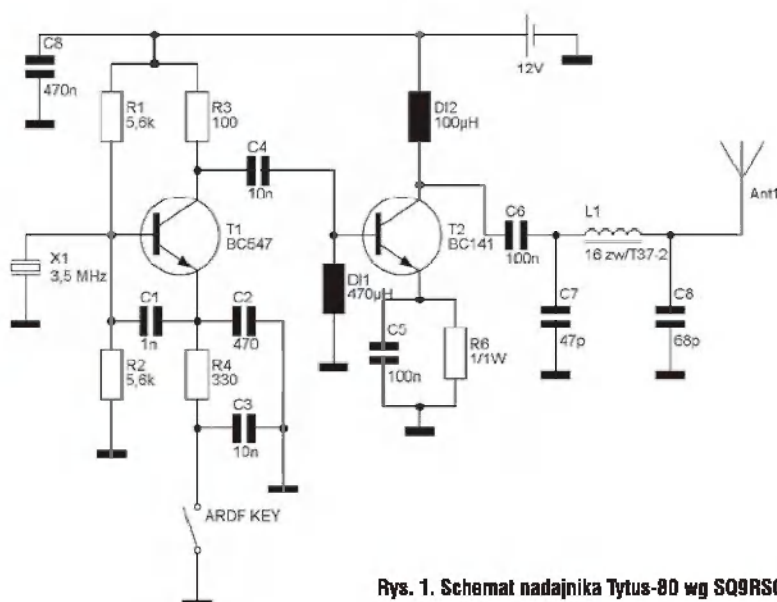 C8
470n
12V
R1
5,6k
R3
100
Dl2
100µH
C4
10n
Ant1
T1
BC547
T2
BC141
C6
100n
L1
16 zw/T37-2
X1
3,5 MHz
Dl1
470µH
C1
1n
C2
470
C7
47p
C8
68p
C5
100n
R6
1/1W
R2
5,6k
R4
330
C3
10n
ARDF KEY
Rys. 1. Schemat nadajnika Tytus-80 wg SQ9RSC